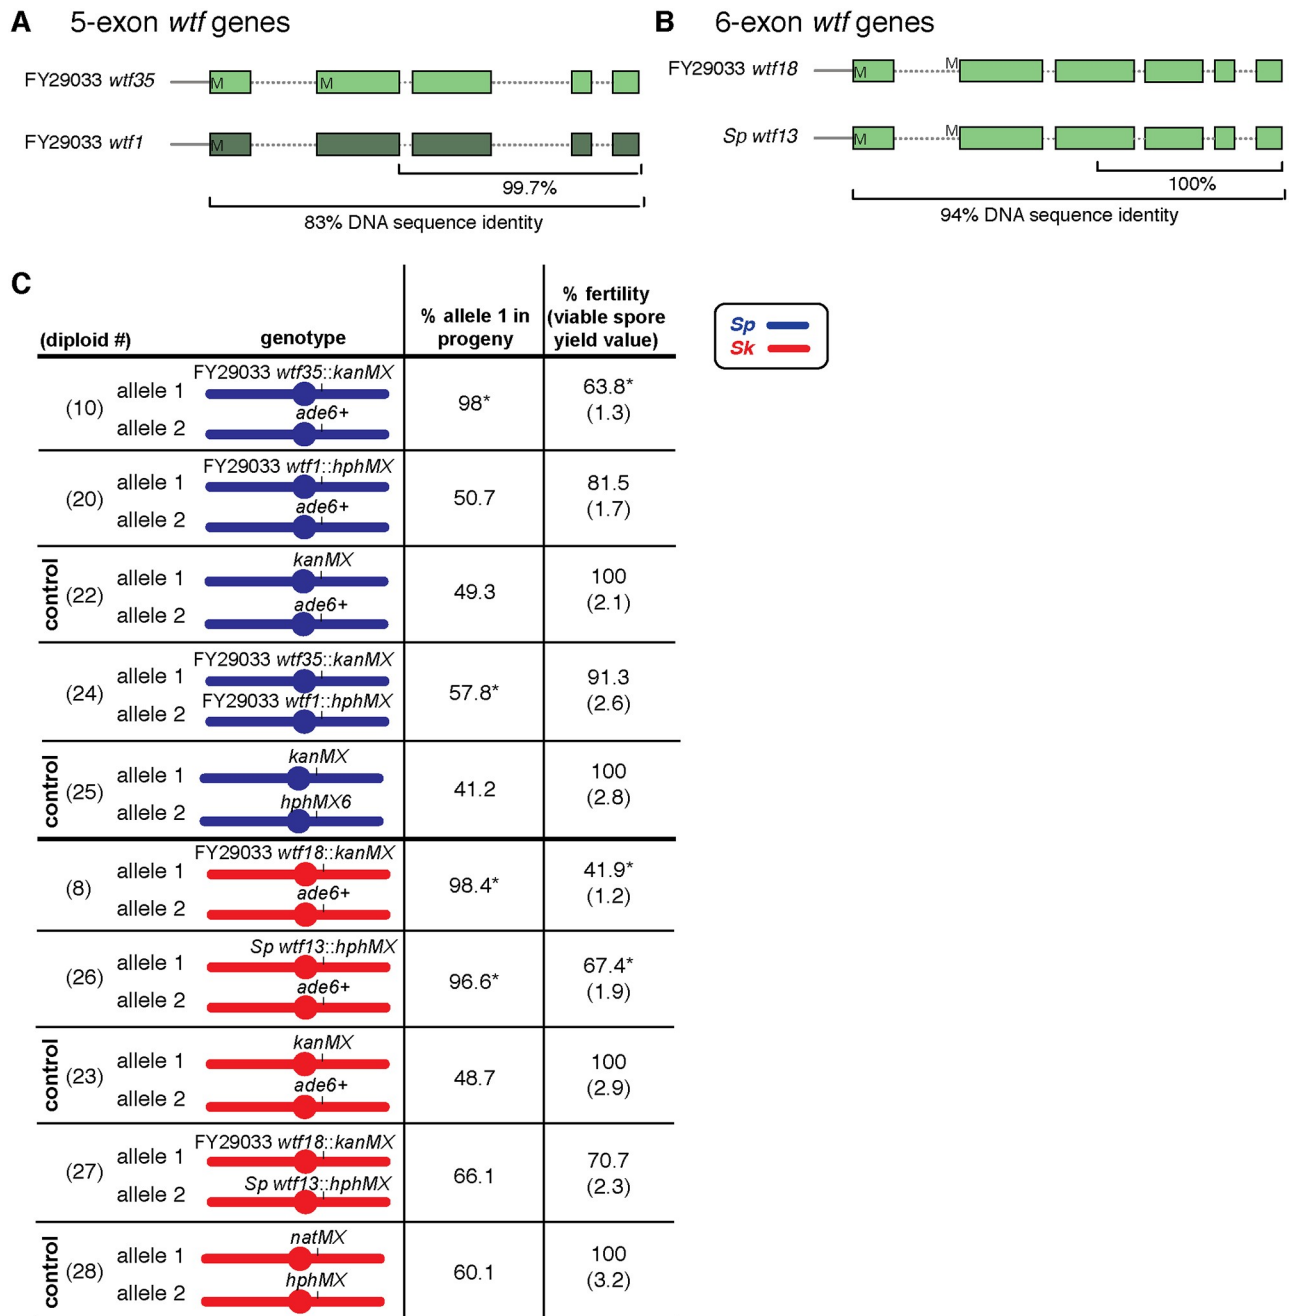 A 5-exon wtf genes
FY29033 wtf35
M
M
FY29033 wtf1
M
99.7%
83% DNA sequence identity
B 6-exon wtf genes
FY29033 wtf18
M
M
Sp wtf13
M
M
100%
94% DNA sequence identity
C
(diploid #)
genotype
% allele 1 in
progeny
% fertility
(viable spore
yield value)
Sp
Sk
(10)
allele 1
FY29033 wtf35::kanMX
allele 2
ade6+
98*
63.8*
(1.3)
(20)
allele 1
FY29033 wtf1::hphMX
allele 2
ade6+
50.7
81.5
(1.7)
control
(22)
allele 1
kanMX
allele 2
ade6+
49.3
100
(2.1)
(24)
allele 1
FY29033 wtf35::kanMX
allele 2
FY29033 wtf1::hphMX
57.8*
91.3
(2.6)
control
(25)
allele 1
kanMX
allele 2
hphMX6
41.2
100
(2.8)
(8)
allele 1
FY29033 wtf18::kanMX
allele 2
ade6+
98.4*
41.9*
(1.2)
(26)
allele 1
Sp wtf13::hphMX
allele 2
ade6+
96.6*
67.4*
(1.9)
control
(23)
allele 1
kanMX
allele 2
ade6+
48.7
100
(2.9)
(27)
allele 1
FY29033 wtf18::kanMX
allele 2
Sp wtf13::hphMX
66.1
70.7
(2.3)
control
(28)
allele 1
natMX
allele 2
hphMX
60.1
100
(3.2)